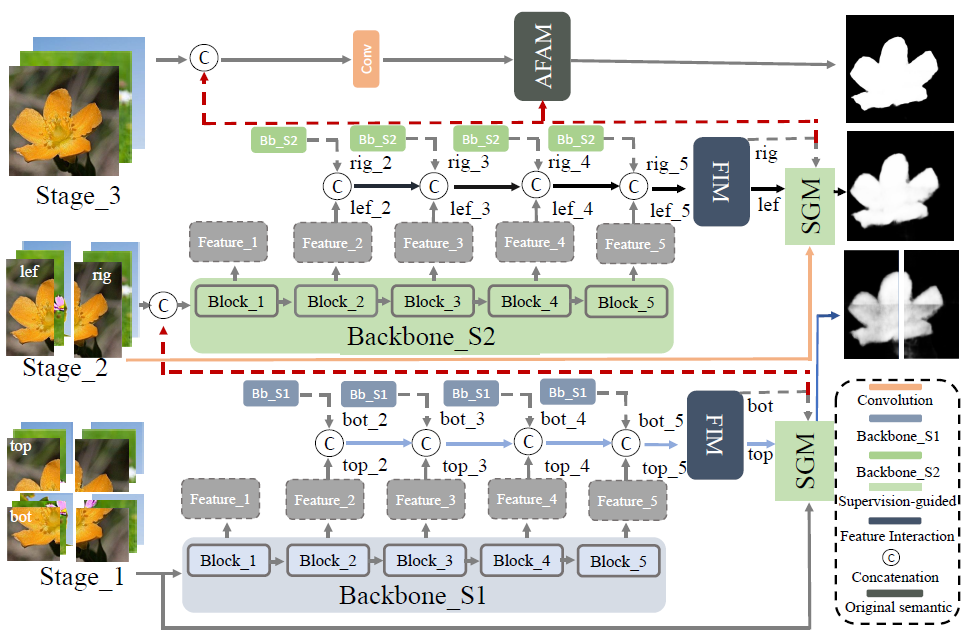 C
Conv
AFAM
Stage_3
Bb_S2
Bb_S2
Bb_S2
Bb_S2
rig_2
rig_3
rig_4
rig_5
FIM
rig
C
C
C
C
lef_2
lef_3
lef_4
lef_5
lef
SGM
Feature_1
Feature_2
Feature_3
Feature_4
Feature_5
lef
rig
C
Block_1
Block_2
Block_3
Block_4
Block_5
Backbone_S2
Stage_2
Bb_S1
Bb_S1
Bb_S1
Bb_S1
bot_2
bot_3
bot_4
bot_5
FIM
bot
C
C
C
C
top_2
top_3
top_4
top_5
top
SGM
top
bot
Feature_1
Feature_2
Feature_3
Feature_4
Feature_5
Block_1
Block_2
Block_3
Block_4
Block_5
Stage_1
Backbone_S1
Convolution
Backbone_S1
Backbone_S2
Supervision-guided
Feature Interaction
C
Concatenation
Original semantic